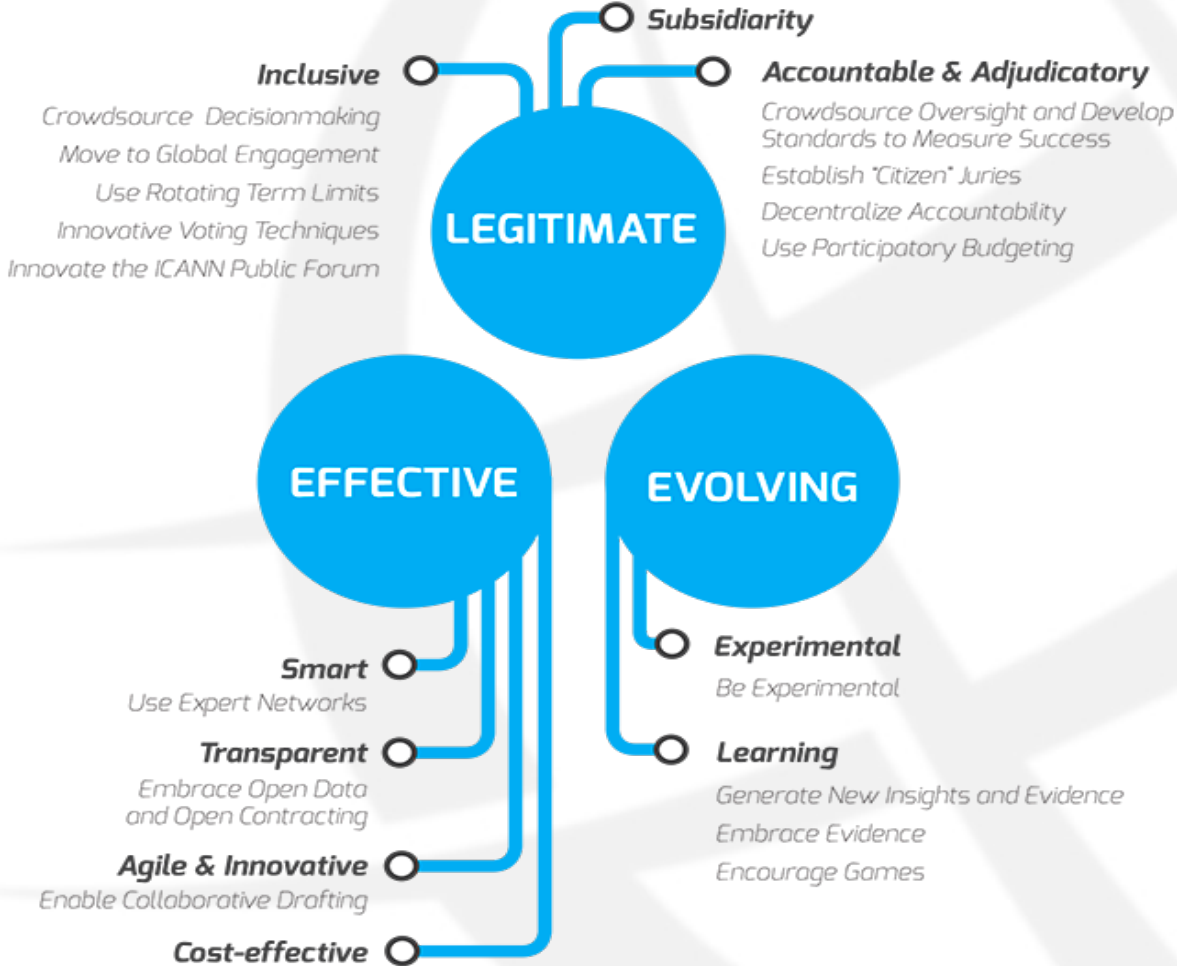 Subsidiarity
Inclusive
Crowdsource Decisionmaking
Move to Global Engagement
Use Rotating Term Limits
Innovative Voting Techniques
Innovate the ICANN Public Forum
Accountable & Adjudicatory
Crowdsource Oversight and Develop
Standards to Measure Success
Establish "Citizen" Juries
Decentralize Accountability
Use Participatory Budgeting
LEGITIMATE
EFFECTIVE
EVOLVING
Smart
Use Expert Networks
Transparent
Embrace Open Data
and Open Contracting
Agile & Innovative
Enable Collaborative Drafting
Cost-effective
Experimental
Be Experimental
Learning
Generate New Insights and Evidence
Embrace Evidence
Encourage Games